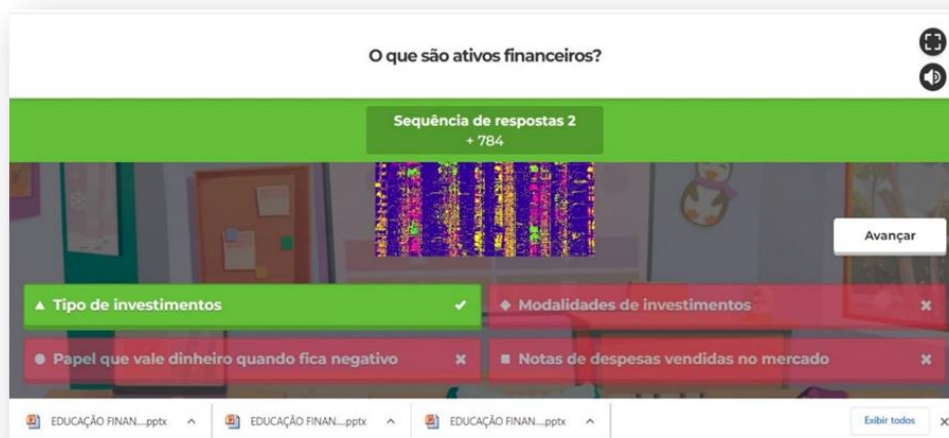 O que são ativos financeiros?
Sequência de respostas 2
+ 784
Avançar
Tipo de investimentos
Modalidades de investimentos
Papel que vale dinheiro quando fica negativo
Notas de despesas vendidas no mercado
EDUCAÇÃO FINAN....pptx
EDUCAÇÃO FINAN....pptx
EDUCAÇÃO FINAN....pptx
Exibir todos